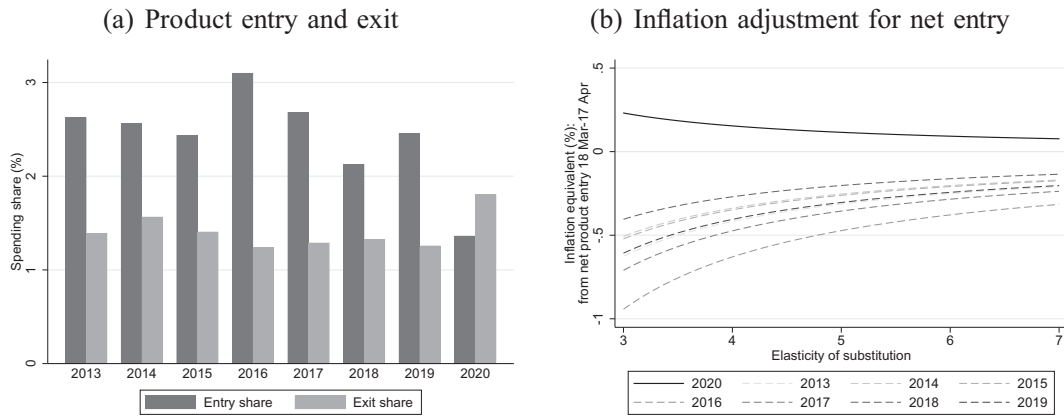 (a) Product entry and exit
Spending share (%)
3
2
1
0
2013 2014 2015 2016 2017 2018 2019 2020
Entry share Exit share
(b) Inflation adjustment for net entry
Inflation equivalent (%):
from net product entry 18 Mar-17 Apr
.5
0
-.5
-1
3 4 5 6 7
Elasticity of substitution
2020 2013 2014 2015
2016 2017 2018 2019